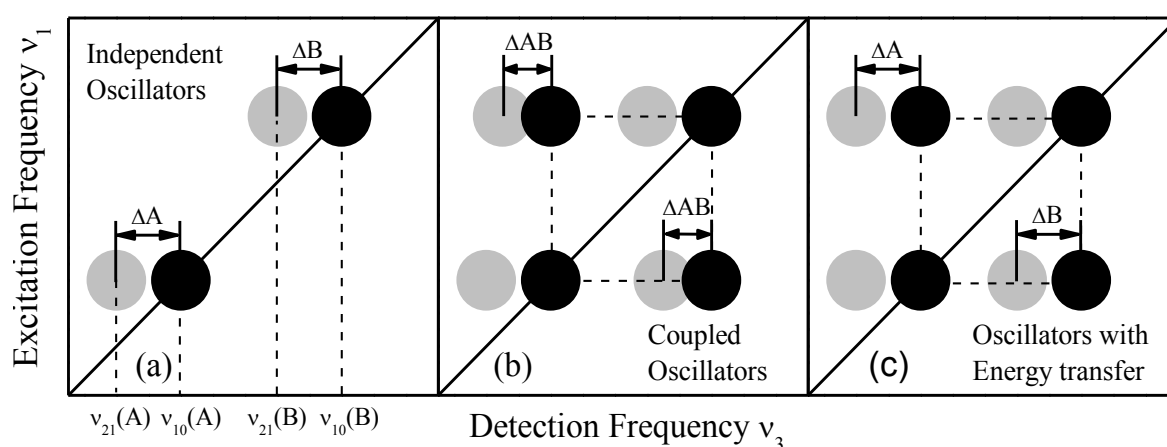 Excitation Frequency ν₁
Independent
Oscillators
ΔB
ΔA
(a)
ν₂₁(A)
ν₁₀(A)
ν₂₁(B)
ν₁₀(B)
ΔAB
ΔAB
(b)
Coupled
Oscillators
ΔA
ΔB
(c)
Oscillators with
Energy transfer
Detection Frequency ν₃